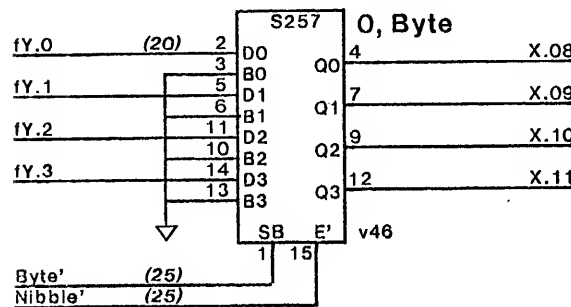 S257
0, Byte
fY.0 (20) 2 D0 Q0 4 X.08
3 B0
fY.1 5 D1 Q1 7 X.09
6 B1
fY.2 11 D2 Q2 9 X.10
10 B2
fY.3 14 D3 Q3 12 X.11
13 B3
SB E' v46
1 15
Byte' (25)
Nibble' (25)